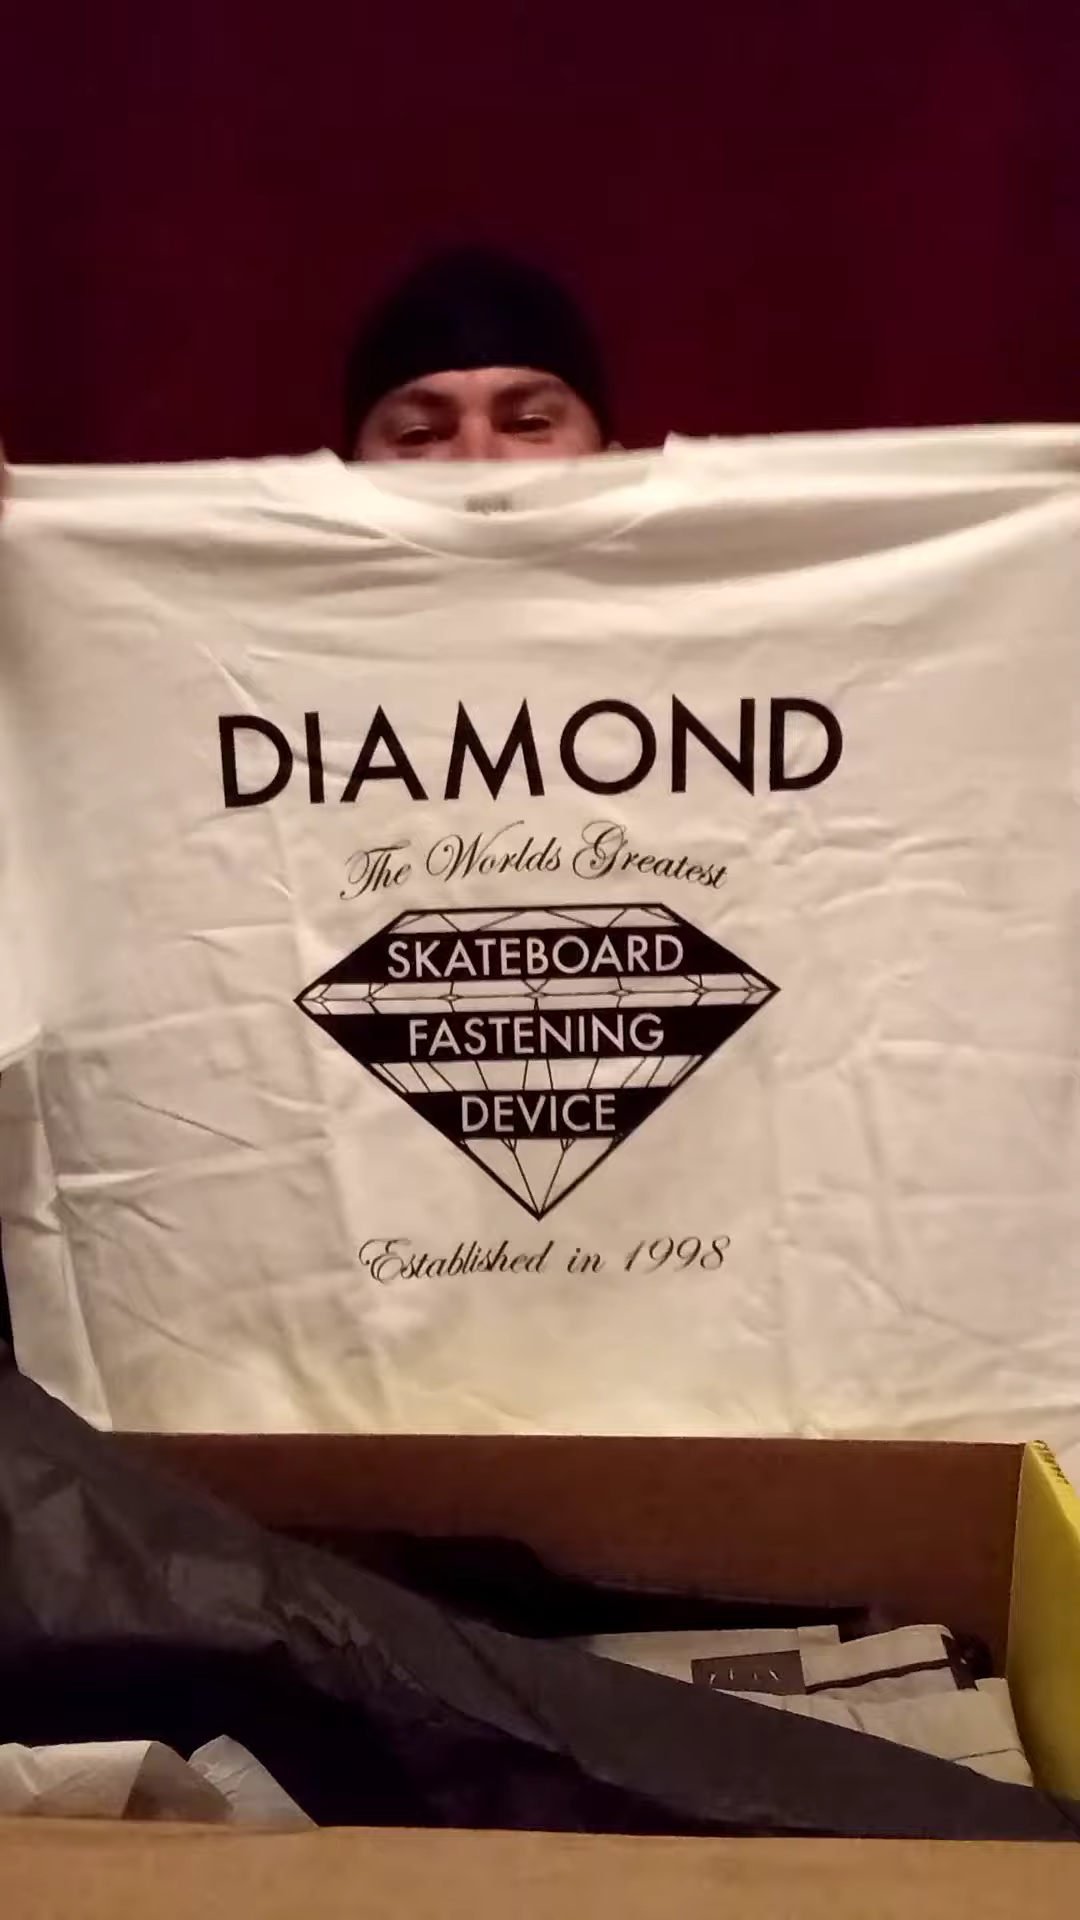 DIAMOND
The Worlds Greatest
SKATEBOARD
FASTENING
DEVICE
Established in 1998